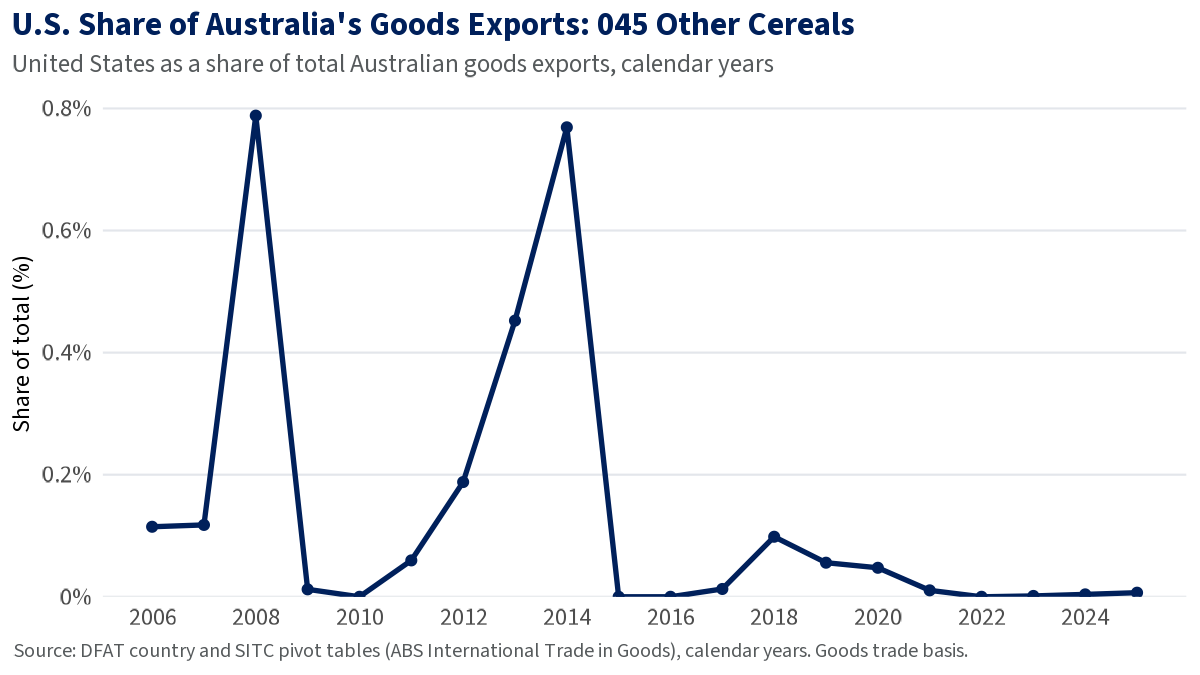 U.S. Share of Australia's Goods Exports: 045 Other Cereals
United States as a share of total Australian goods exports, calendar years
Share of total (%)
0.8%
0.6%
0.4%
0.2%
0%
2006 2008 2010 2012 2014 2016 2018 2020 2022 2024
Source: DFAT country and SITC pivot tables (ABS International Trade in Goods), calendar years. Goods trade basis.